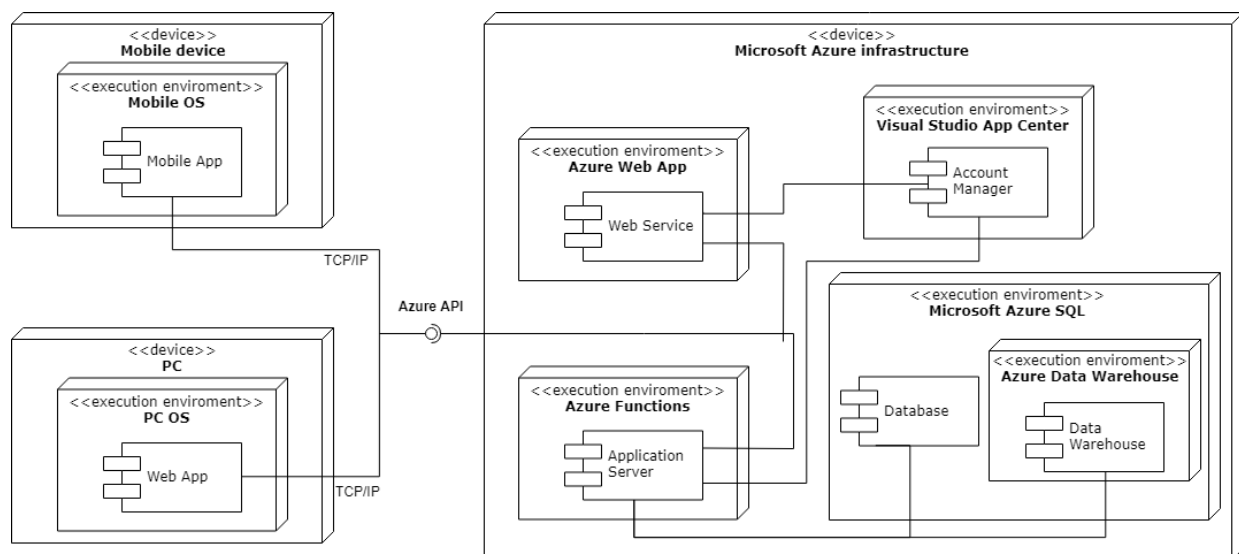 <<device>>
Mobile device
<<execution enviroment>>
Mobile OS
Mobile App
TCP/IP
<<device>>
PC
<<execution enviroment>>
PC OS
Web App
TCP/IP
Azure API
<<device>>
Microsoft Azure infrastructure
<<execution enviroment>>
Azure Web App
Web Service
<<execution enviroment>>
Visual Studio App Center
Account
Manager
<<execution enviroment>>
Azure Functions
Application
Server
<<execution enviroment>>
Microsoft Azure SQL
Database
<<execution enviroment>>
Azure Data Warehouse
Data
Warehouse